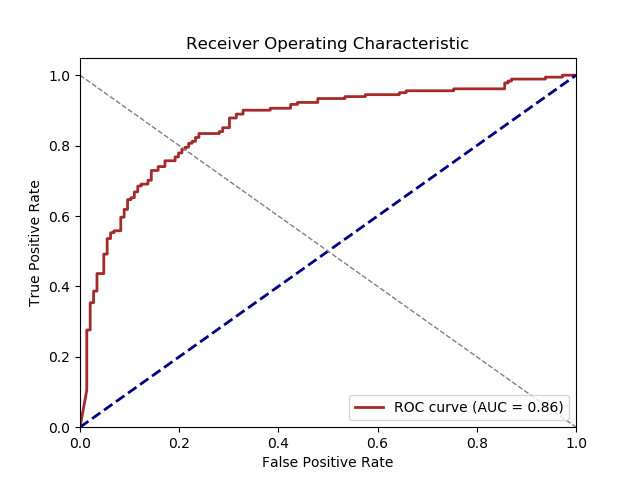 Receiver Operating Characteristic
1.0
0.8
0.6
0.4
0.2
0.0
True Positive Rate
ROC curve (AUC = 0.86)
0.0 0.2 0.4 0.6 0.8 1.0
False Positive Rate